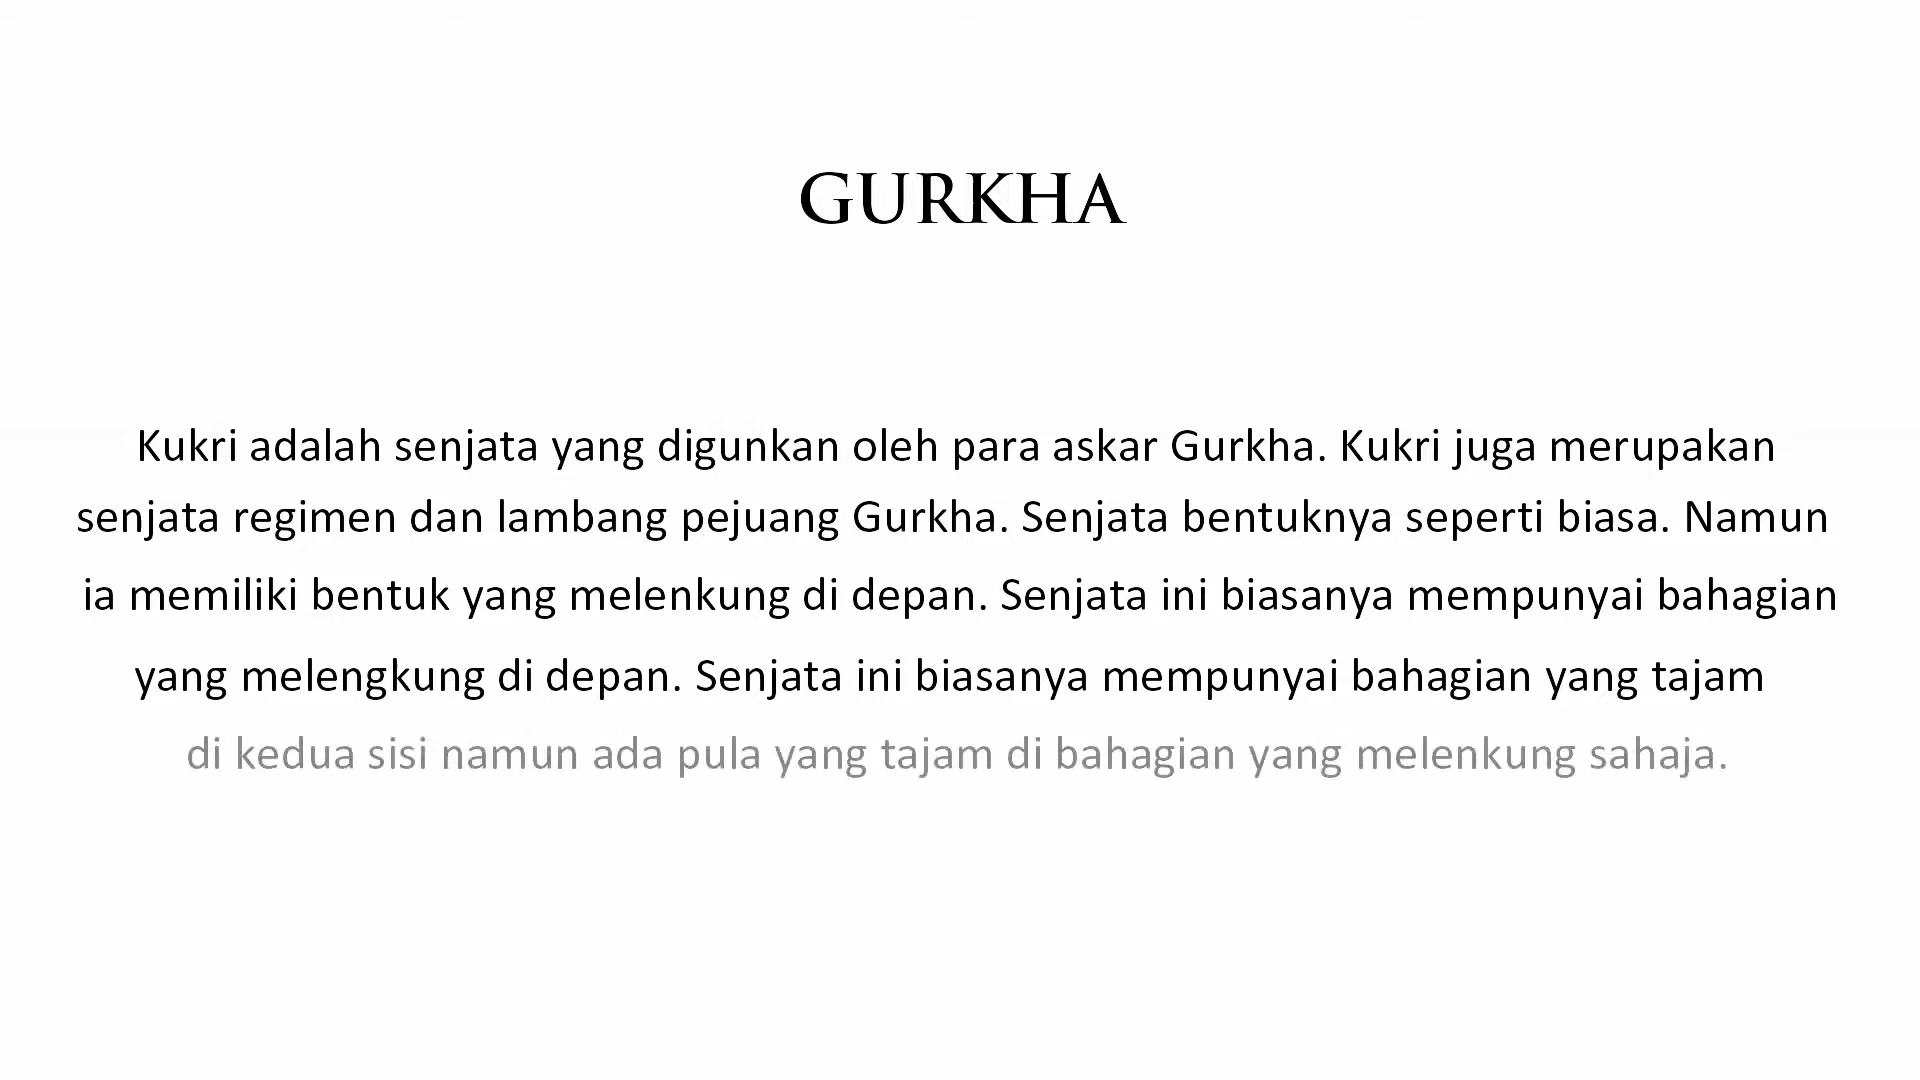 GURKHA
Kukri adalah senjata yang digunkan oleh para askar Gurkha. Kukri juga merupakan
senjata regimen dan lambang pejuang Gurkha. Senjata bentuknya seperti biasa. Namun
ia memiliki bentuk yang melenkung di depan. Senjata ini biasanya mempunyai bahagian
yang melengkung di depan. Senjata ini biasanya mempunyai bahagian yang tajam
di kedua sisi namun ada pula yang tajam di bahagian yang melenkung sahaja.